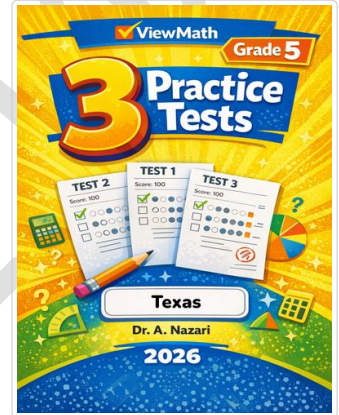 ViewMath
Grade 5
3 Practice
Tests
TEST 2
Score: 100
TEST 1
Score: 100
TEST 3
Score: 100
?
?
Texas
Dr. A. Nazari
2026